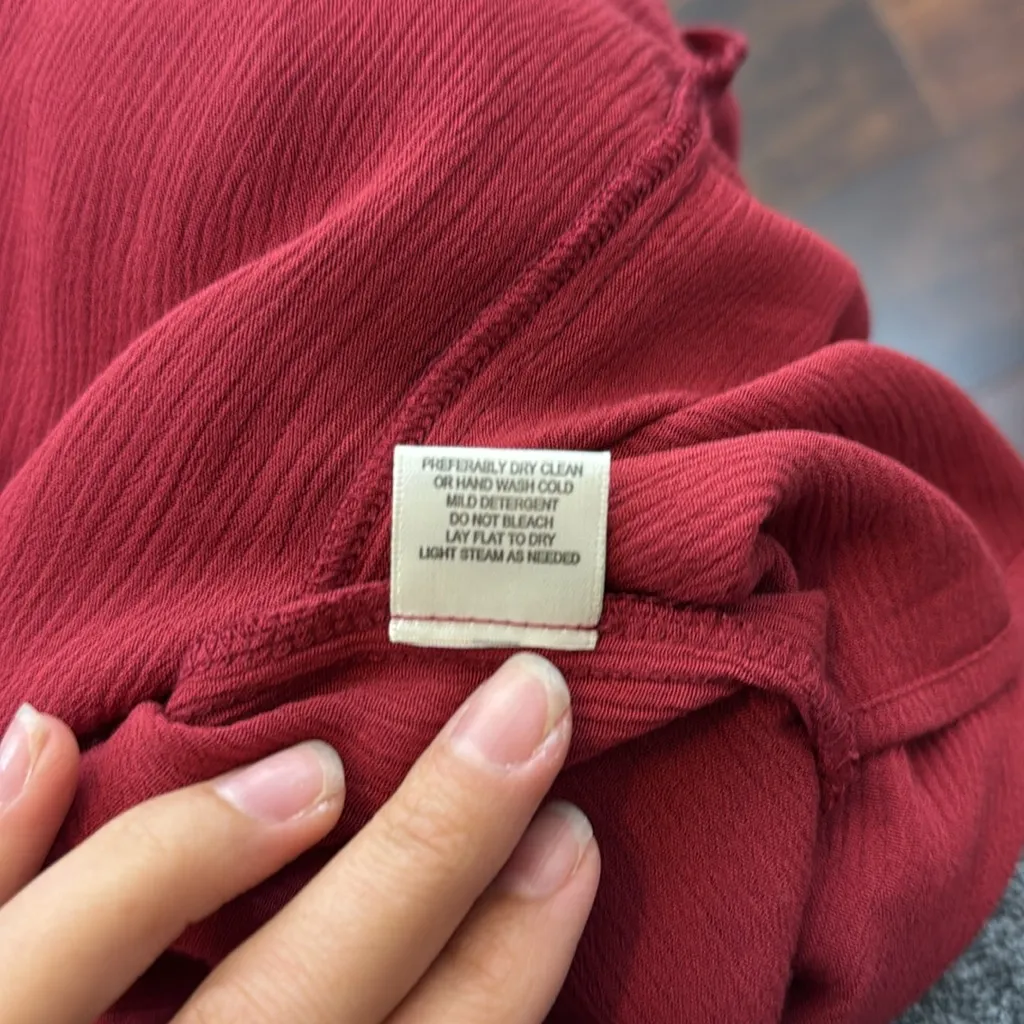 PREFERABLY DRY CLEAN
OR HAND WASH COLD
MILD DETERGENT
DO NOT BLEACH
LAY FLAT TO DRY
LIGHT STEAM AS NEEDED